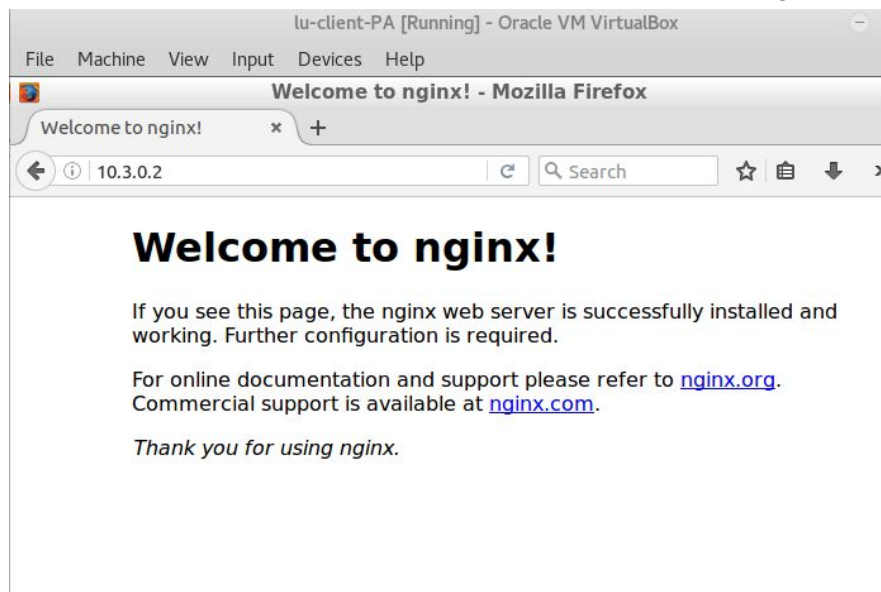 lu-client-PA [Running] - Oracle VM VirtualBox
File Machine View Input Devices Help
Welcome to nginx! - Mozilla Firefox
Welcome to nginx!
10.3.0.2 Search
Welcome to nginx!
If you see this page, the nginx web server is successfully installed and
working. Further configuration is required.
For online documentation and support please refer to nginx.org.
Commercial support is available at nginx.com.
Thank you for using nginx.